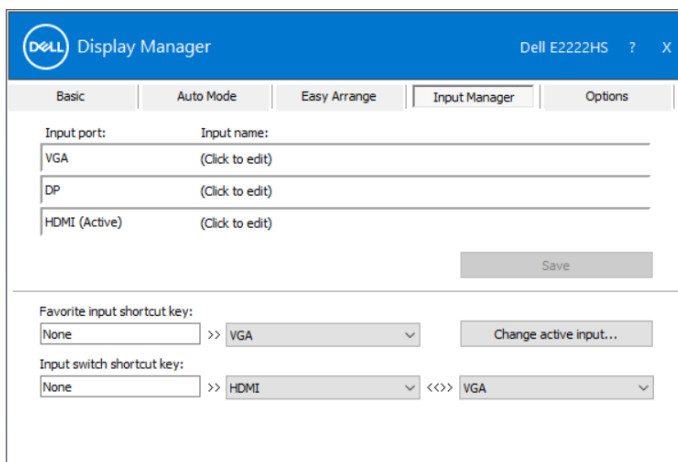 DELL Display Manager Dell E2222HS ? X
Basic Auto Mode Easy Arrange Input Manager Options
Input port: Input name:
VGA (Click to edit)
DP (Click to edit)
HDMI (Active) (Click to edit)
Save
Favorite input shortcut key:
None >> VGA Change active input...
Input switch shortcut key:
None >> HDMI <<>> VGA